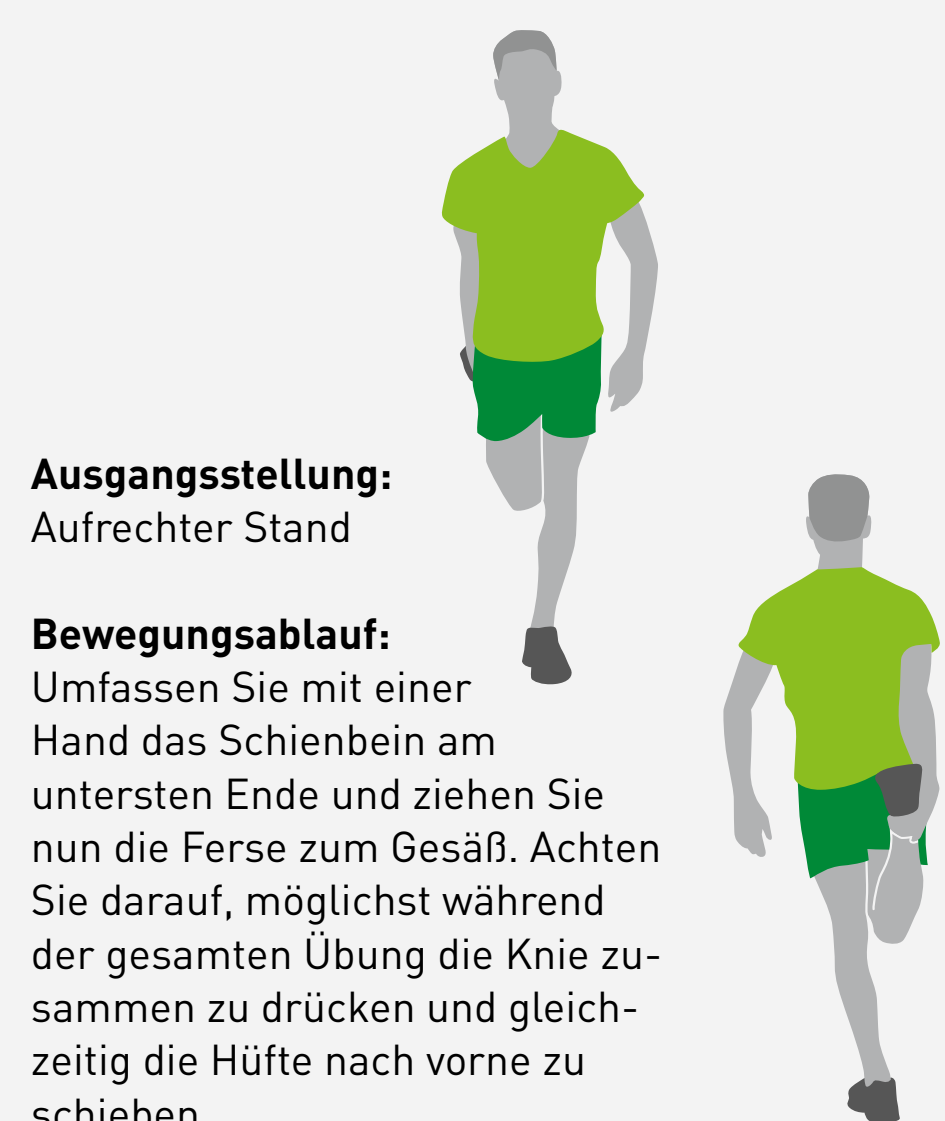 Ausgangsstellung:
Aufrechter Stand
Bewegungsablauf:
Umfassen Sie mit einer
Hand das Schienbein am
untersten Ende und ziehen Sie
nun die Ferse zum Gesäß. Achten
Sie darauf, möglichst während
der gesamten Übung die Knie zu-
sammen zu drücken und gleich-
zeitig die Hüfte nach vorne zu
schieben